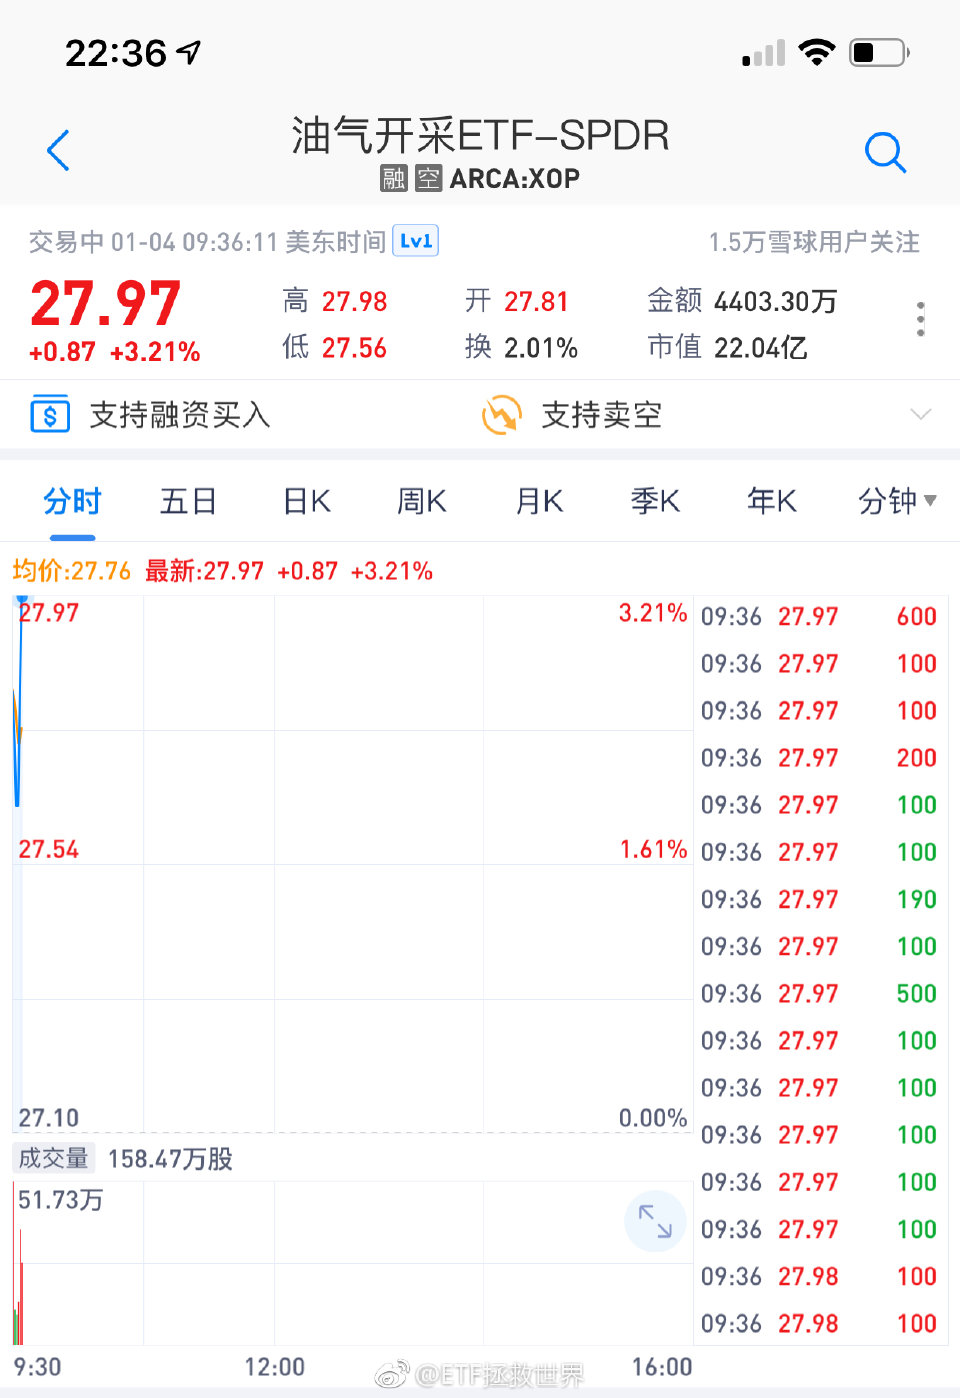 22:36
油气开采ETF-SPDR
融 空 ARCA:XOP
交易中 01-04 09:36:11 美东时间 Lv1 1.5万雪球用户关注
27.97
+0.87 +3.21%
高 27.98 开 27.81 金额 4403.30万
低 27.56 换 2.01% 市值 22.04亿
支持融资买入 支持卖空
分时 五日 日K 周K 月K 季K 年K 分钟
均价:27.76 最新:27.97 +0.87 +3.21%
27.97 3.21%
27.54 1.61%
27.10 0.00%
成交量 158.47万股
51.73万
9:30 12:00 16:00
09:36 27.97 600
09:36 27.97 100
09:36 27.97 100
09:36 27.97 200
09:36 27.97 100
09:36 27.97 100
09:36 27.97 190
09:36 27.97 100
09:36 27.97 500
09:36 27.97 100
09:36 27.97 100
09:36 27.97 100
09:36 27.97 100
09:36 27.97 100
09:36 27.98 100
09:36 27.98 100
@ETF拯救世界